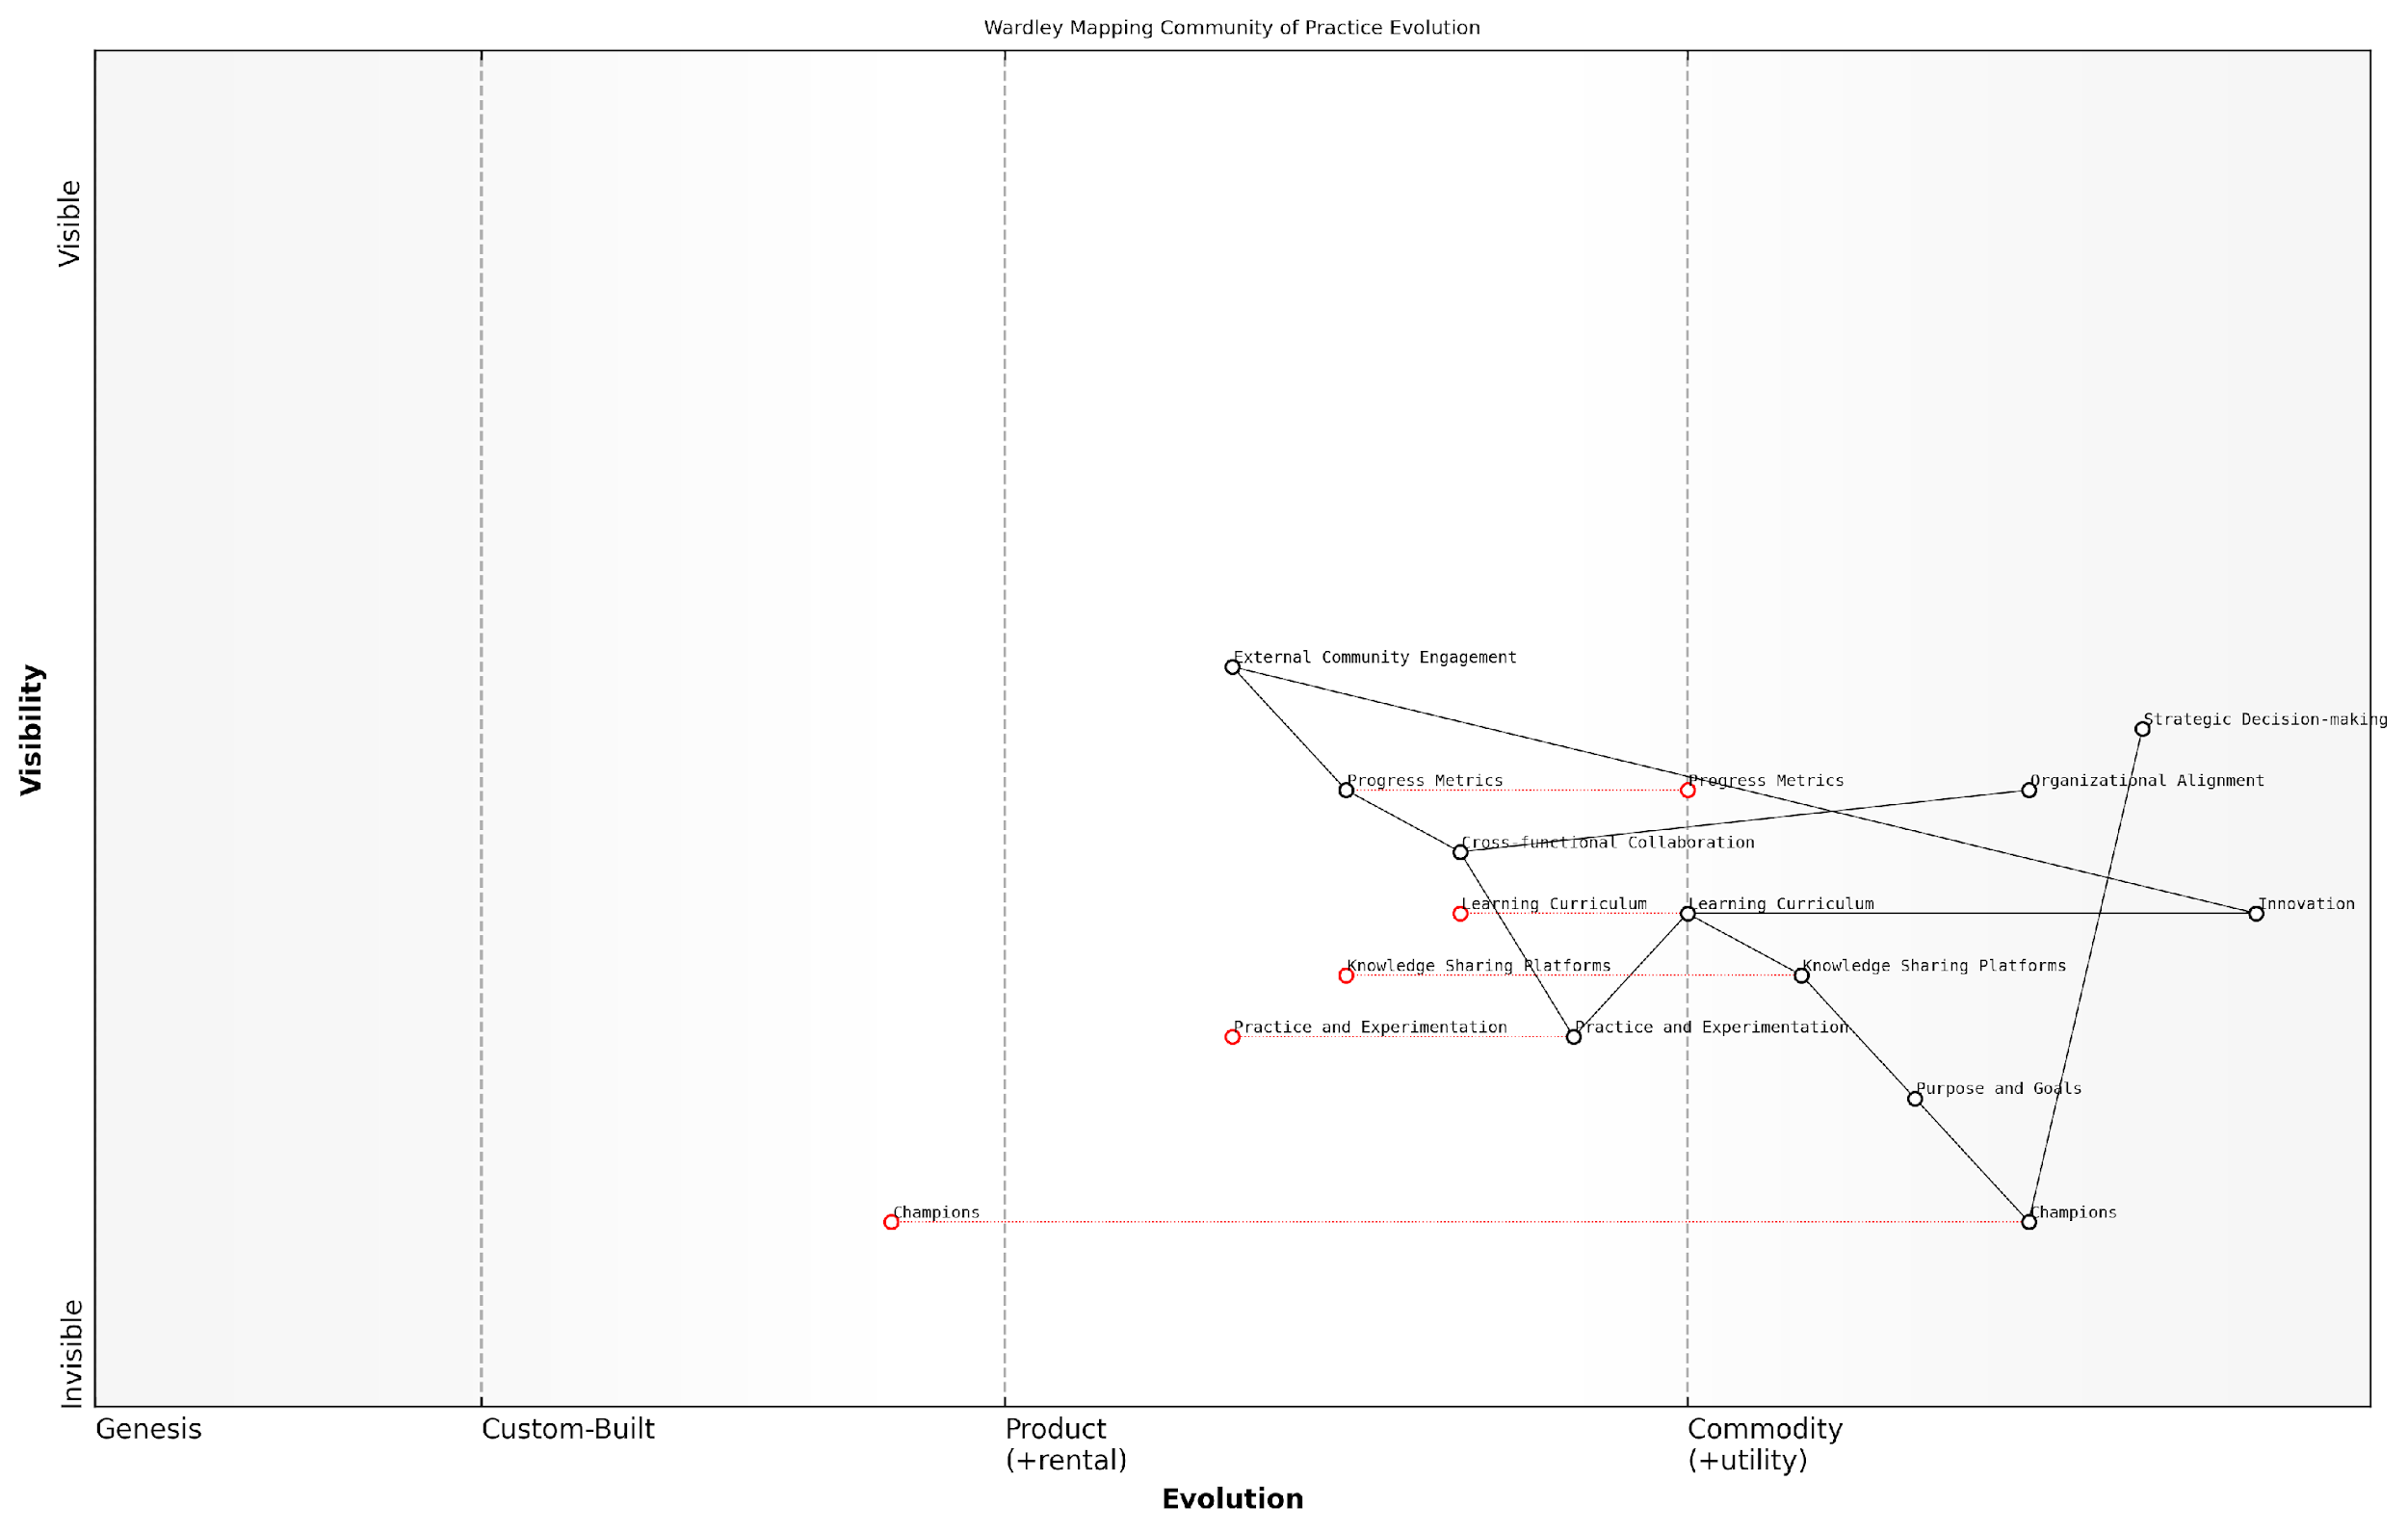 Wardley Mapping Community of Practice Evolution
Visible
Visibility
Invisible
External Community Engagement
Strategic Decision-making
Progress Metrics
Progress Metrics
Organizational Alignment
Cross-functional Collaboration
Learning Curriculum
Learning Curriculum
Innovation
Knowledge Sharing Platforms
Knowledge Sharing Platforms
Practice and Experimentation
Practice and Experimentation
Purpose and Goals
Champions
Champions
Genesis
Custom-Built
Product
(+rental)
Commodity
(+utility)
Evolution